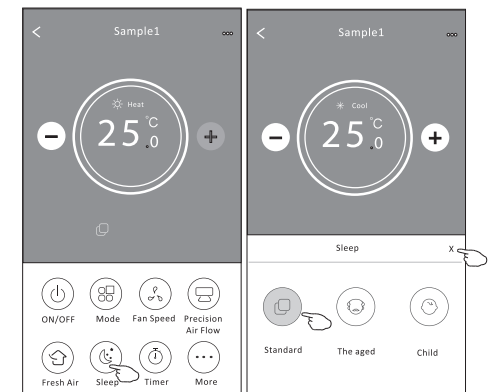 Sample1
Heat
25.0°C
ON/OFF
Mode
Fan Speed
Precision
Air Flow
Fresh Air
Sleep
Timer
More
Sample1
Cool
25.0°C
Sleep
X
Standard
The aged
Child